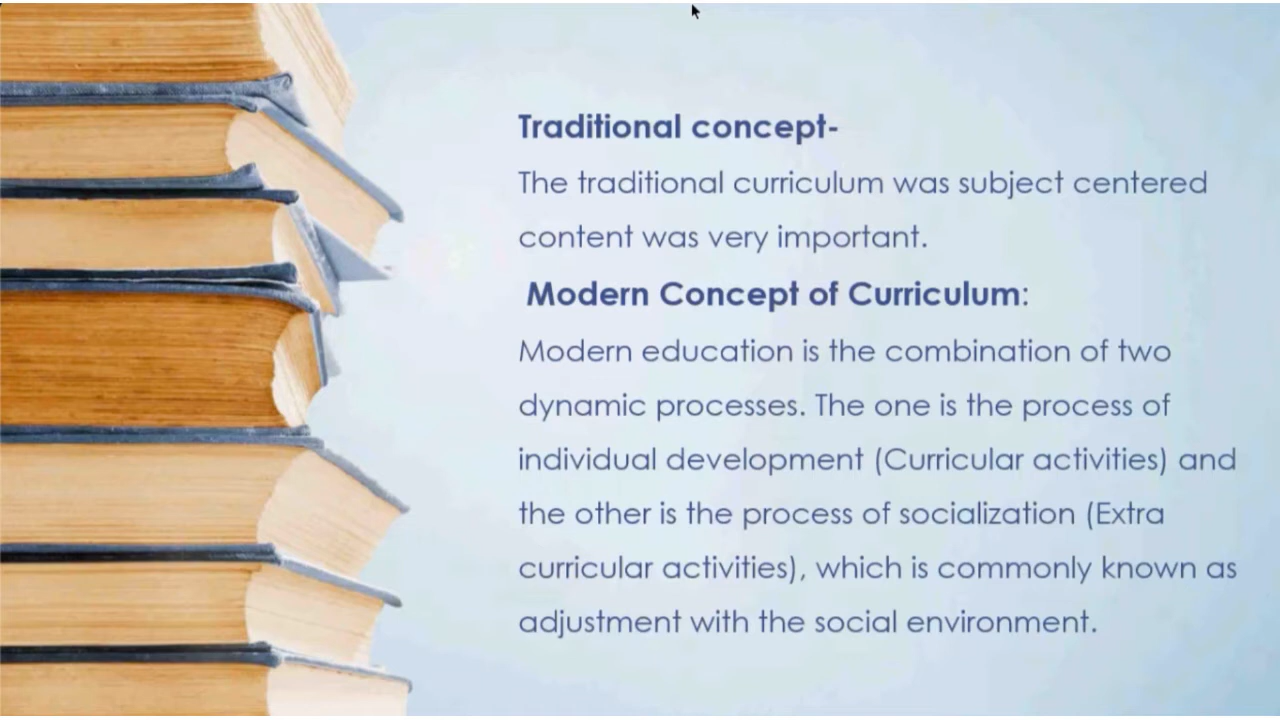 Traditional concept-
The traditional curriculum was subject centered
content was very important.
Modern Concept of Curriculum:
Modern education is the combination of two
dynamic processes. The one is the process of
individual development (Curricular activities) and
the other is the process of socialization (Extra
curricular activities), which is commonly known as
adjustment with the social environment.